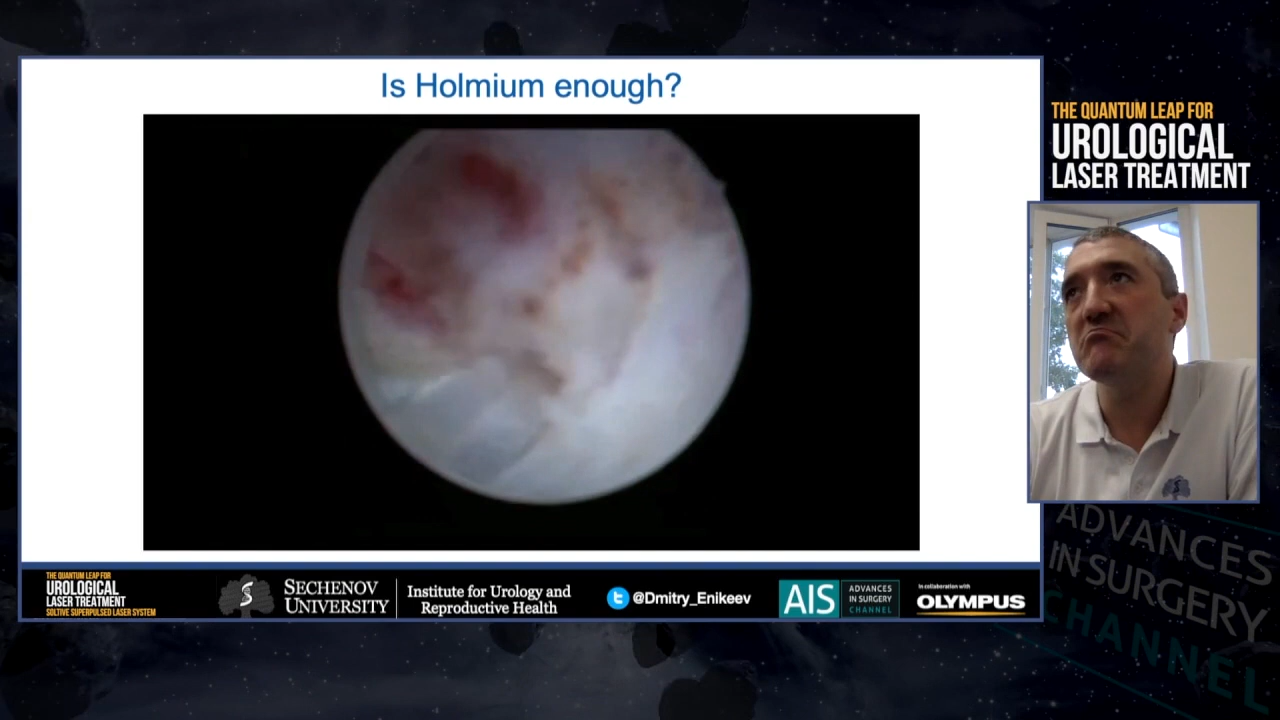 Is Holmium enough?
THE QUANTUM LEAP FOR
UROLOGICAL
LASER TREATMENT
THE QUANTUM LEAP FOR
UROLOGICAL
LASER TREATMENT
SOLTIVE SUPERPULSED LASER SYSTEM
S
SECHENOV
UNIVERSITY
Institute for Urology and
Reproductive Health
@Dmitry_Enikeev
AIS
ADVANCES
IN SURGERY
CHANNEL
In collaboration with
OLYMPUS
ADVANCES
IN SURGERY
CHANNEL